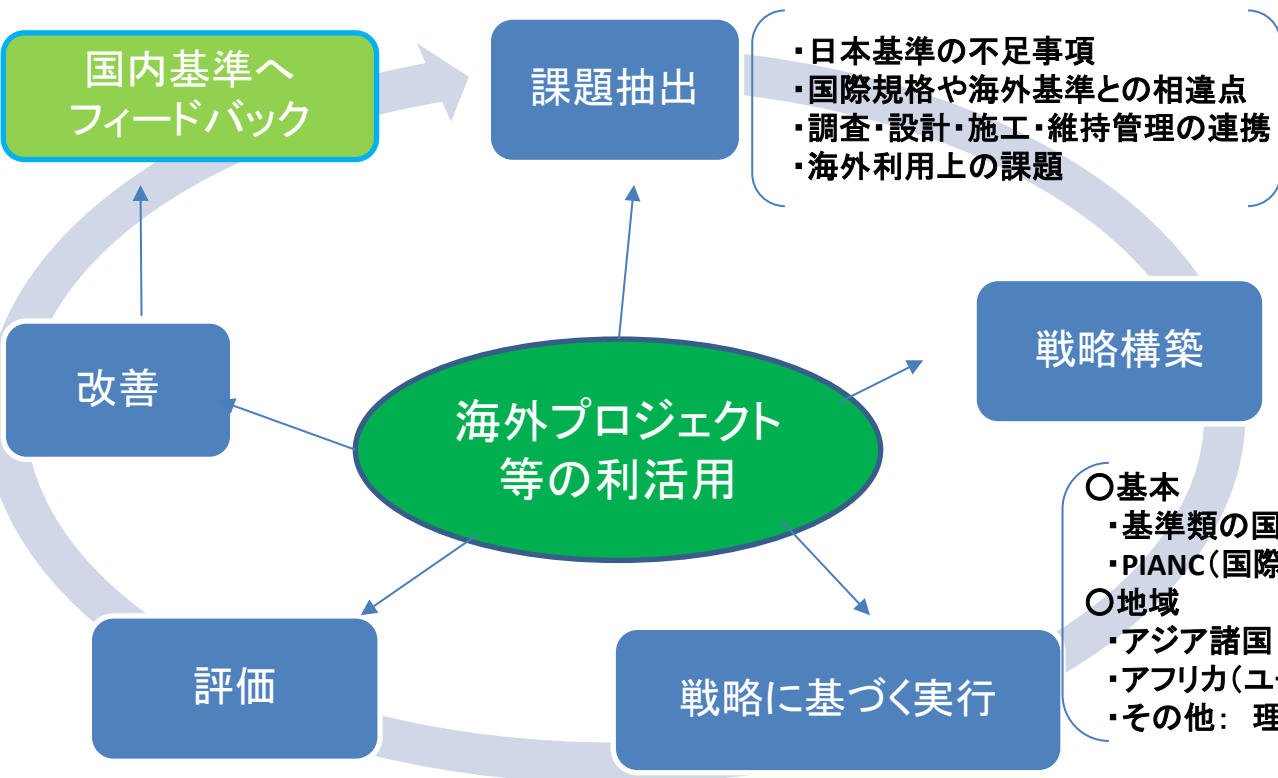 国内基準へ
フィードバック
課題抽出
・日本基準の不足事項
・国際規格や海外基準との相違点
・調査・設計・施工・維持管理の連携
・海外利用上の課題
戦略構築
改善
海外プロジェクト
等の利活用
〇基本
・基準類の国
・PIANC(国際
〇地域
・アジア諸国
・アフリカ(ユー
・その他： 理
評価
戦略に基づく実行